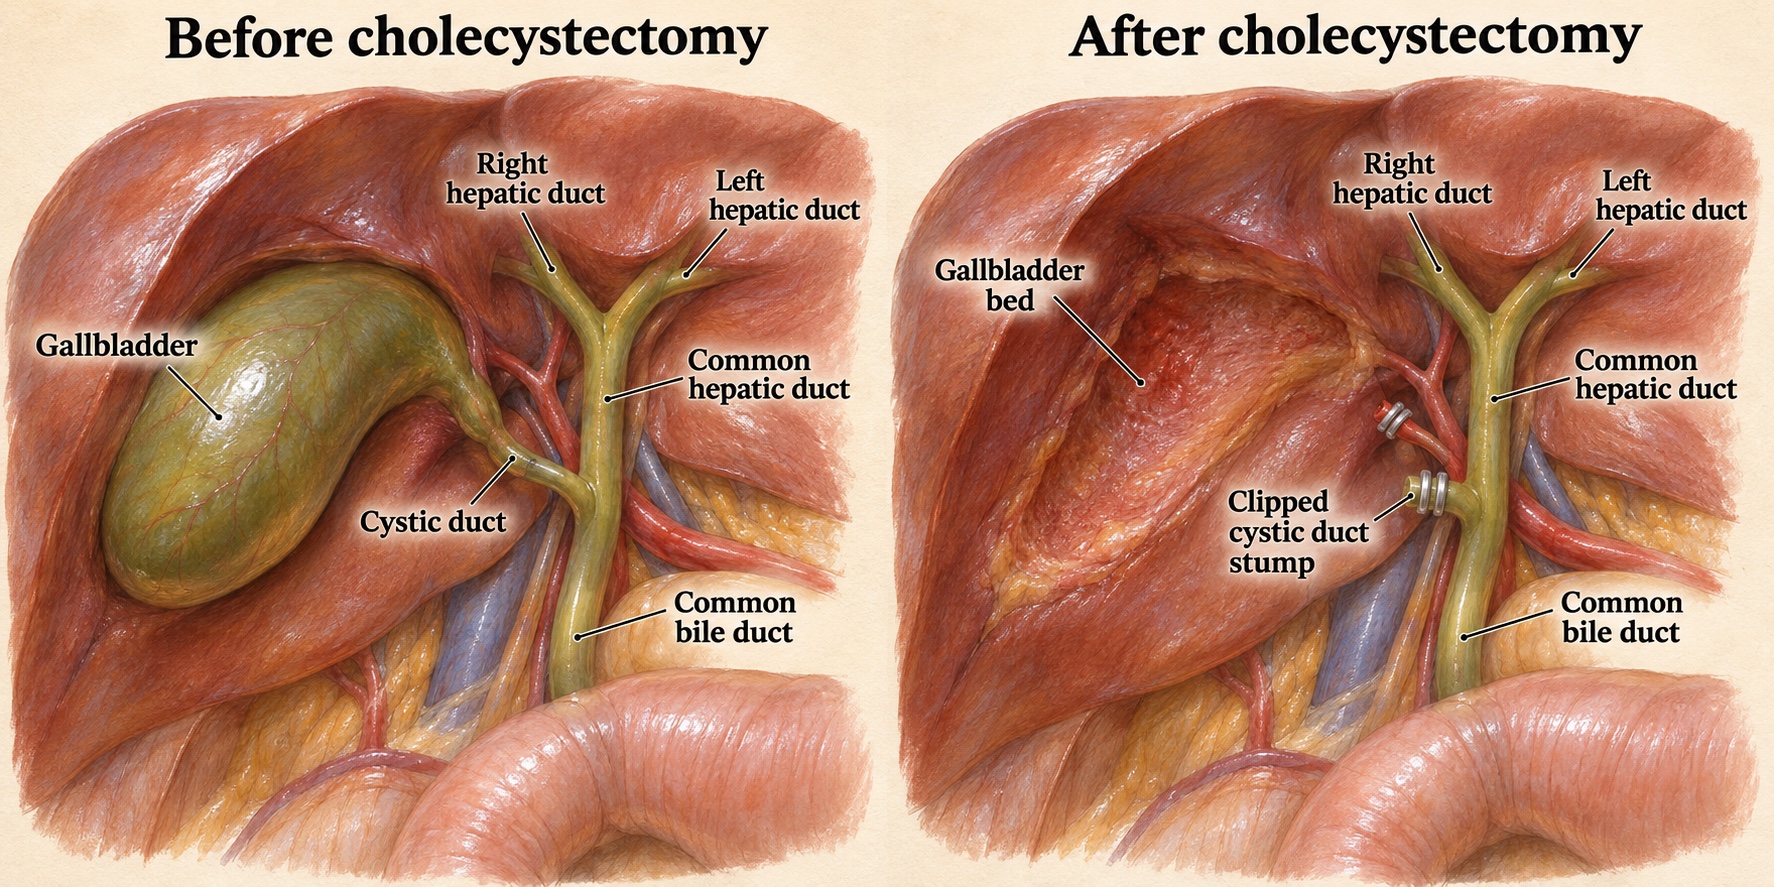 Before cholecystectomy
Right
hepatic duct
Left
hepatic duct
Gallbladder
Common
hepatic duct
Cystic duct
Common
bile duct
After cholecystectomy
Right
hepatic duct
Left
hepatic duct
Gallbladder
bed
Common
hepatic duct
Clipped
cystic duct
stump
Common
bile duct